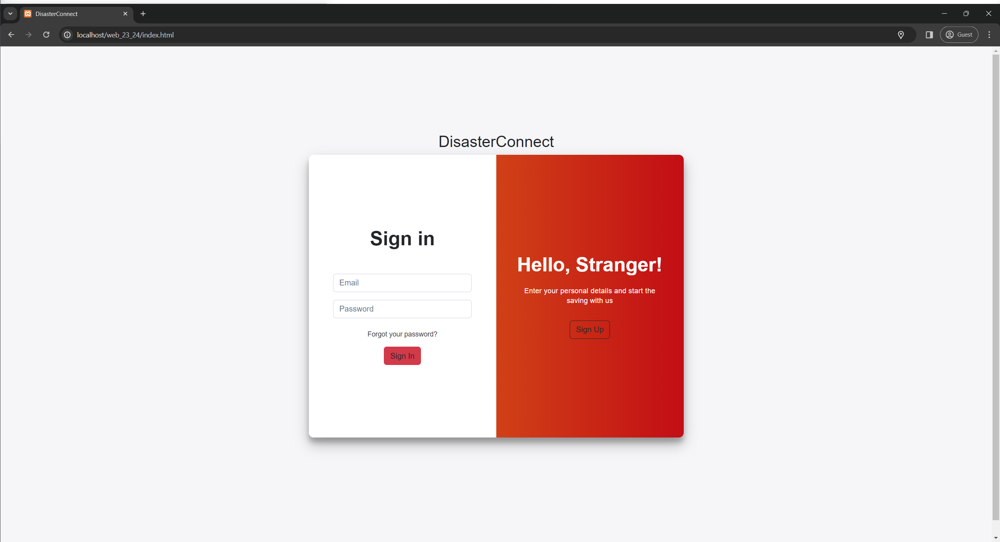 DisasterConnect
localhost/web_23_24/index.html
Guest
DisasterConnect
Sign in
Email
Password
Forgot your password?
Sign In
Hello, Stranger!
Enter your personal details and start the
saving with us
Sign Up